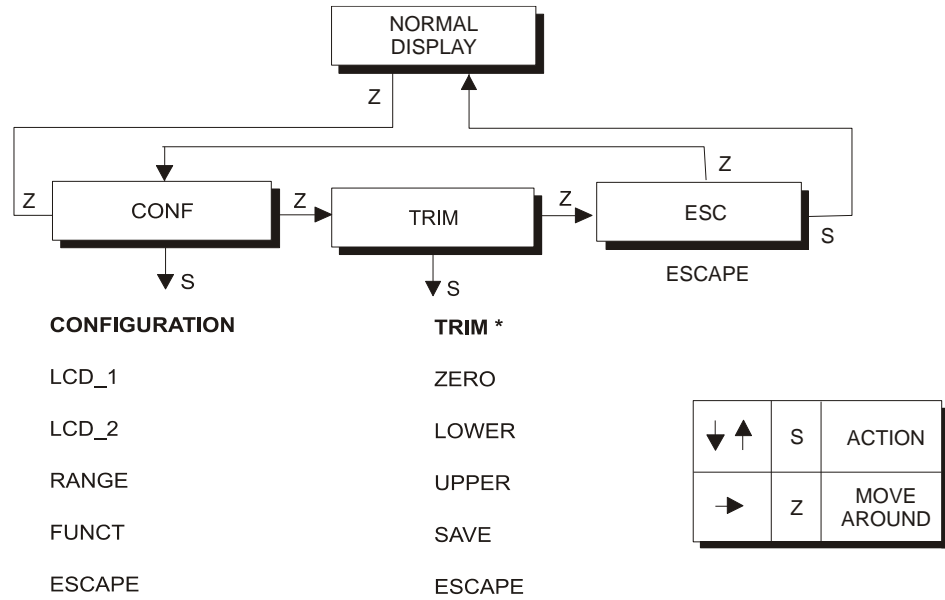 NORMAL
DISPLAY
Z
Z
Z
CONF
Z
TRIM
Z
ESC
S
S
S
ESCAPE
CONFIGURATION
TRIM *
LCD_1
ZERO
LCD_2
LOWER
RANGE
UPPER
FUNCT
SAVE
ESCAPE
ESCAPE
S
ACTION
Z
MOVE
AROUND